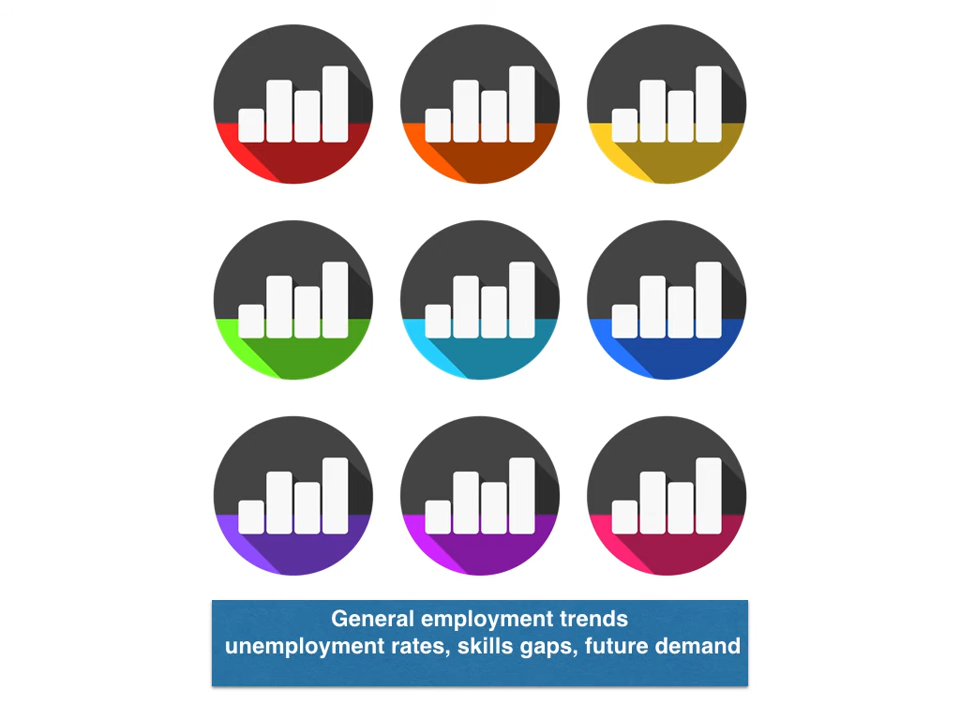 General employment trends
unemployment rates, skills gaps, future demand